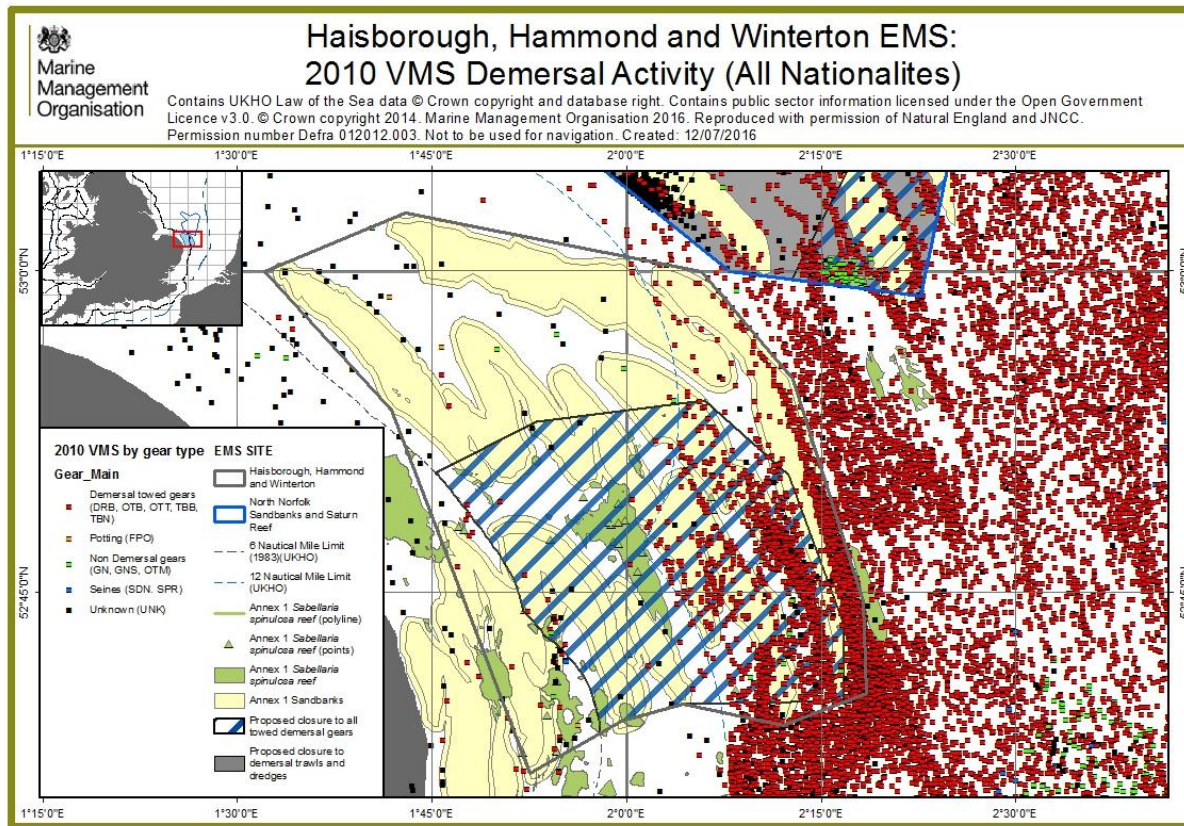 Marine
Management
Organisation
Haisborough, Hammond and Winterton EMS:
2010 VMS Demersal Activity (All Nationalites)
Contains UKHO Law of the Sea data © Crown copyright and database right. Contains public sector information licensed under the Open Government
Licence v3.0. © Crown copyright 2014. Marine Management Organisation 2016. Reproduced with permission of Natural England and JNCC.
Permission number Defra 012012.003. Not to be used for navigation. Created: 12/07/2016
1°15'0"E
1°30'0"E
1°45'0"E
2°0'0"E
2°15'0"E
2°30'0"E
53°0'0"N
53°0'0"N
52°45'0"N
52°45'0"N
2010 VMS by gear type
Gear_Main
Demersal towed gears
(DRB, OTB, OTT, TBB,
TBN)
Potting (FPO)
Non Demersal gears
(GN, GNS, OTM)
Seines (SDN. SPR)
Unknown (UNK)
EMS SITE
Haisborough, Hammond
and Winterton
North Norfolk
Sandbanks and Saturn
Reef
6 Nautical Mile Limit
(1983)(UKHO)
12 Nautical Mile Limit
(UKHO)
Annex 1 Sabellaria
spinulosa reef (polyline)
Annex 1 Sabellaria
spinulosa reef (points)
Annex 1 Sabellaria
spinulosa reef
Annex 1 Sandbanks
Proposed closure to all
towed demersal gears
Proposed closure to
demersal trawls and
dredges
1°15'0"E
1°30'0"E
1°45'0"E
2°0'0"E
2°15'0"E
2°30'0"E